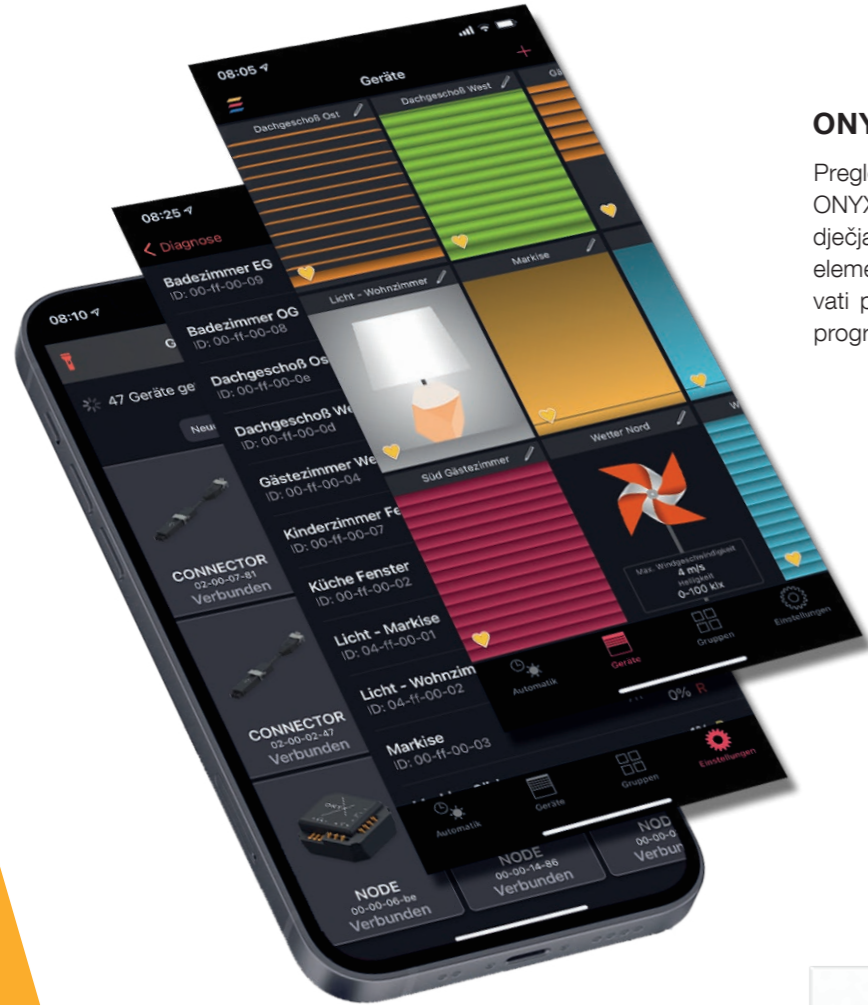 08:05
Geräte
Dachgeschoß Ost
Dachgeschoß West
Licht - Wohnzimmer
Markise
Süd Gästezimmer
Wetter Nord
Max. Windgeschwindigkeit
4 m/s
Helligkeit
0-100 klx
Automatik
Geräte
Gruppen
Einstellungen
08:25
Diagnose
Badezimmer EG
ID: 00-ff-00-09
Badezimmer OG
ID: 00-ff-00-08
Dachgeschoß Os
ID: 00-ff-00-0e
Dachgeschoß We
ID: 00-ff-00-0d
Gästezimmer We
ID: 00-ff-00-04
Kinderzimmer Fe
ID: 00-ff-00-07
Küche Fenster
ID: 00-ff-00-02
Licht - Markise
ID: 04-ff-00-01
Licht - Wohnzim
ID: 04-ff-00-02
0% R
Markise
ID: 00-ff-00-03
Automatik
Geräte
Gruppen
Einstellungen
08:10
47 Geräte ge
Neue
CONNECTOR
02-00-07-81
Verbunden
CONNECTOR
02-00-02-47
Verbunden
NODE
00-00-06-be
Verbunden
NODE
00-00-14-86
Verbunden
NOD
00-00-0
Verbun
ONY
Pregl
ONYX
dječja
eleme
vati p
progr